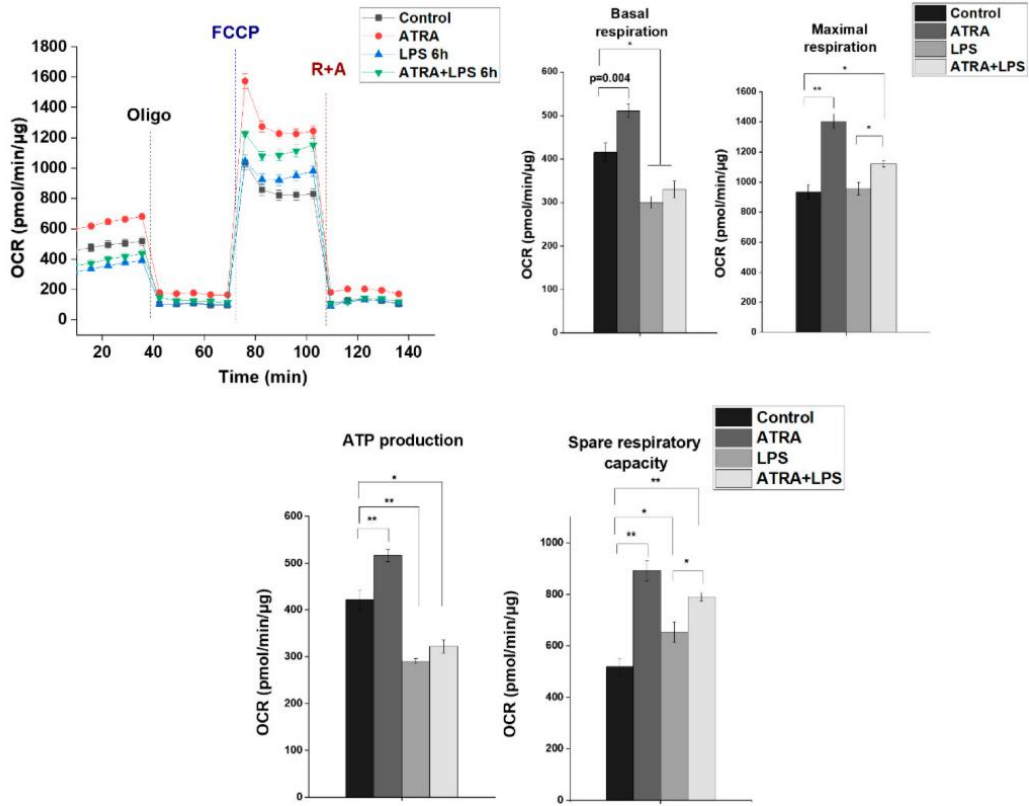 Control
ATRA
LPS 6h
ATRA+LPS 6h
FCCP
R+A
Oligo
1800
1600
1400
1200
1000
800
600
400
200
0
OCR (pmol/min/µg)
20 40 60 80 100 120 140
Time (min)
Basal
respiration
*
p=0.004
600
500
400
300
200
100
0
OCR (pmol/min/µg)
Control
ATRA
LPS
ATRA+LPS
Maximal
respiration
*
**
*
1600
1400
1200
1000
800
600
400
200
0
OCR (pmol/min/µg)
ATP production
*
**
**
600
500
400
300
200
100
0
OCR (pmol/min/µg)
Control
ATRA
LPS
ATRA+LPS
Spare respiratory
capacity
**
*
**
*
1000
800
600
400
200
0
OCR (pmol/min/µg)